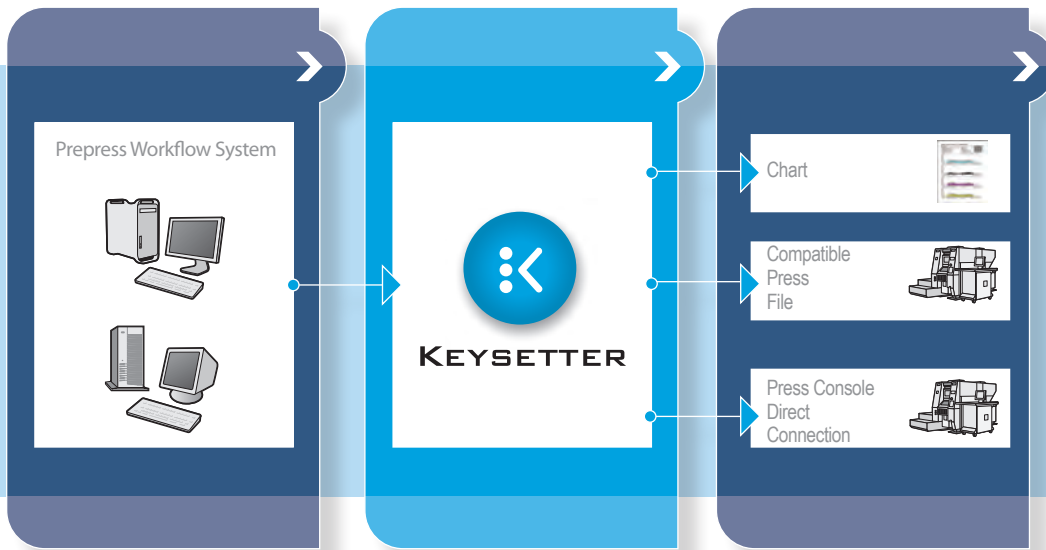 Prepress Workflow System
KEYSETTER
Chart
Compatible
Press
File
Press Console
Direct
Connection